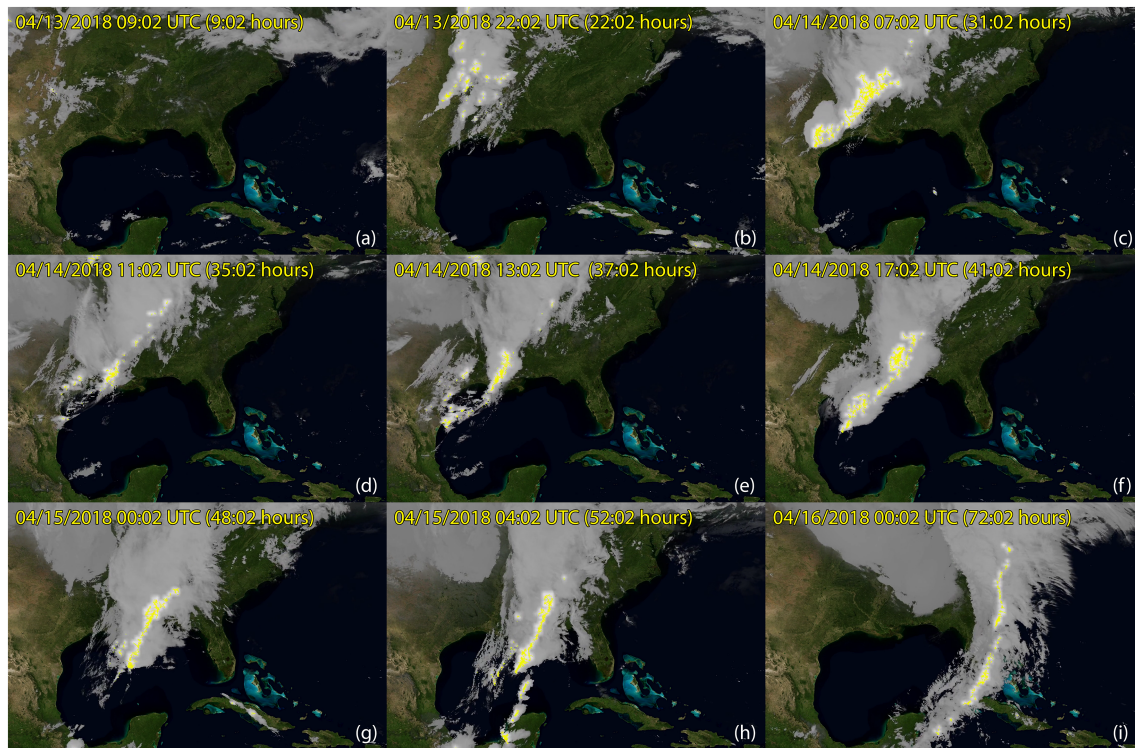 04/13/2018 09:02 UTC (9:02 hours)
(a)
04/13/2018 22:02 UTC (22:02 hours)
(b)
04/14/2018 07:02 UTC (31:02 hours)
(c)
04/14/2018 11:02 UTC (35:02 hours)
(d)
04/14/2018 13:02 UTC (37:02 hours)
(e)
04/14/2018 17:02 UTC (41:02 hours)
(f)
04/15/2018 00:02 UTC (48:02 hours)
(g)
04/15/2018 04:02 UTC (52:02 hours)
(h)
04/16/2018 00:02 UTC (72:02 hours)
(i)